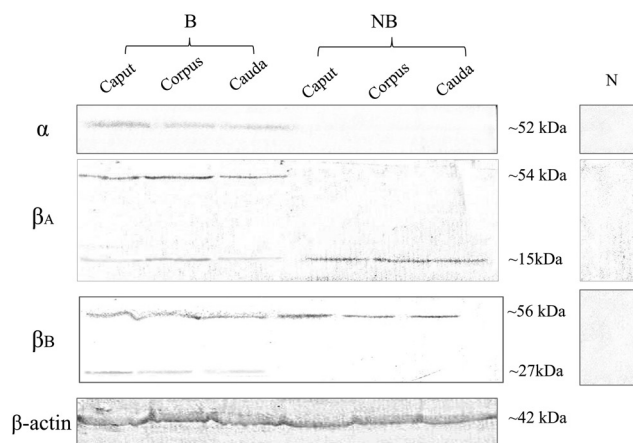 B NB
Caput Corpus Cauda Caput Corpus Cauda N
α ~52 kDa
~54 kDa
βA
~15kDa
βB ~56 kDa
~27kDa
β-actin ~42 kDa